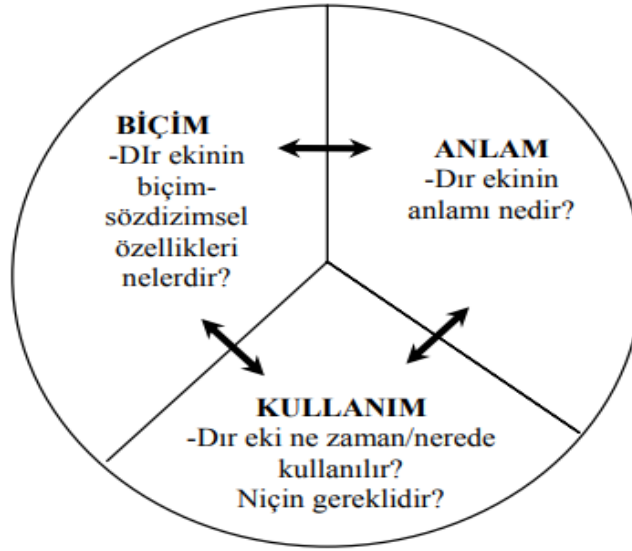 BİÇİM
-DIr ekinin
biçim-
sözdizimsel
özellikleri
nelerdir?
ANLAM
-Dır ekinin
anlamı nedir?
KULLANIM
-Dır eki ne zaman/nerede
kullanılır?
Niçin gereklidir?